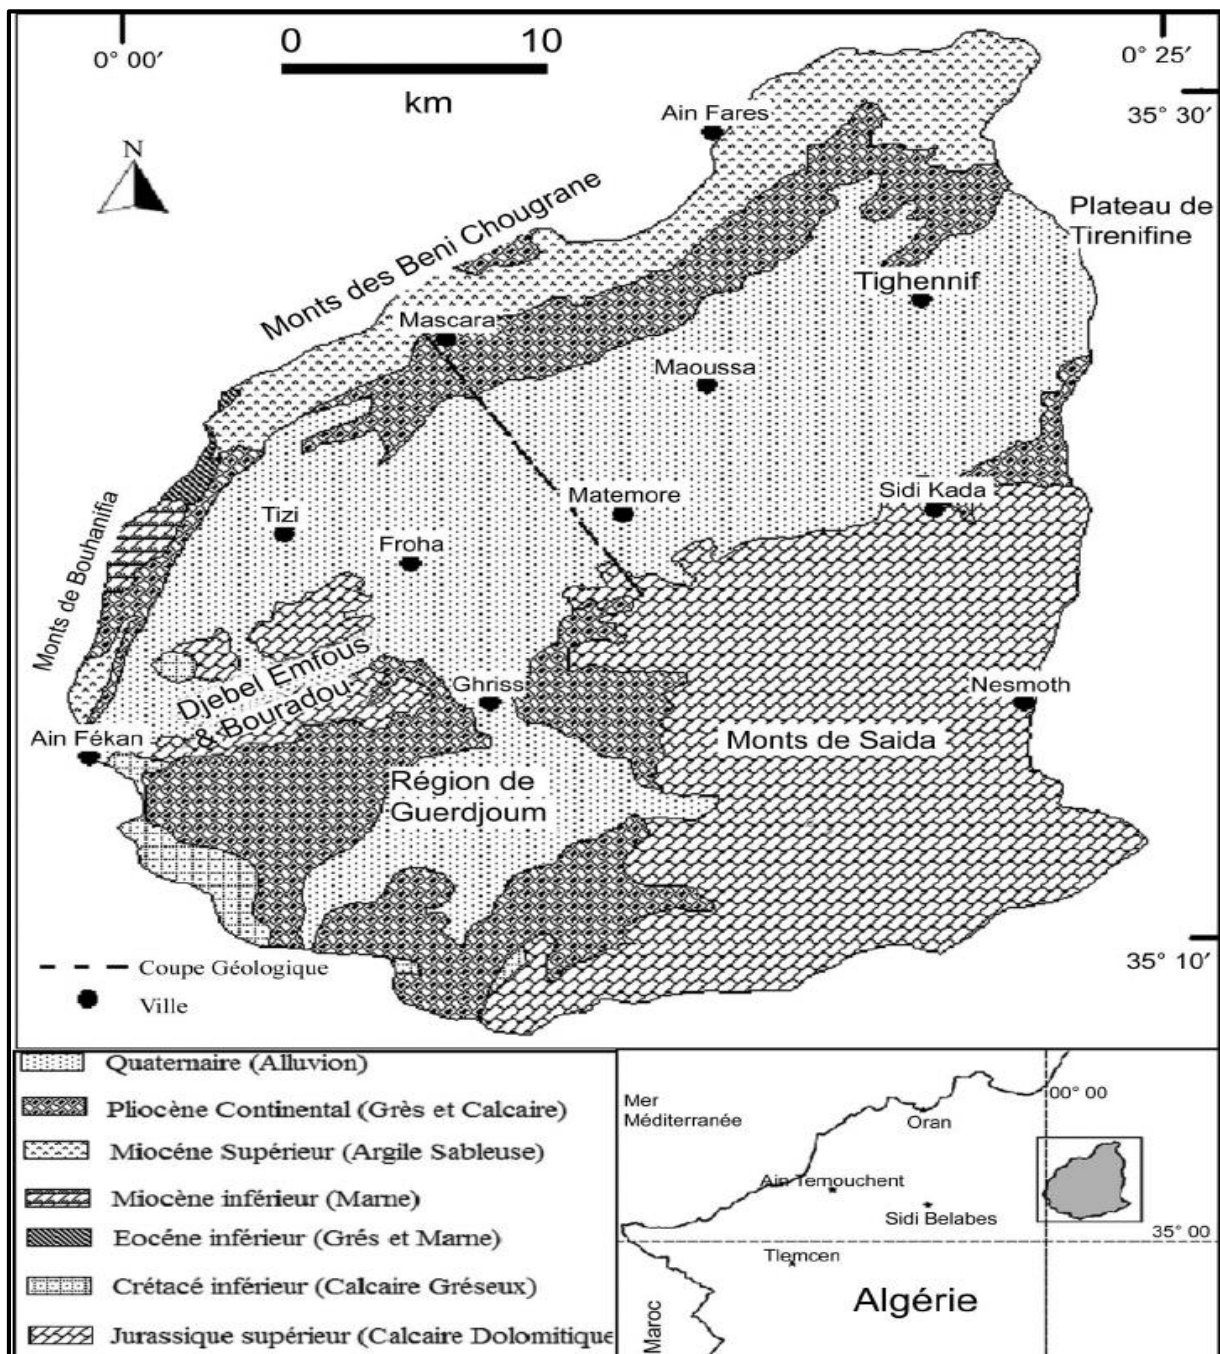 0 10
km
0° 00′
0° 25′
35° 30′
N
Ain Fares
Monts des Beni Chougrane
Plateau de
Tirenifine
Tighennif
Mascara
Maoussa
Monts de Bouhanifia
Tizi
Froha
Matemore
Sidi Kada
Djebel Emfous
& Bouradou
Ghriss
Nesmoth
Ain Fékan
Monts de Saida
Région de
Guerdjoum
35° 10′
Coupe Géologique
Ville
Quaternaire (Alluvion)
Pliocène Continental (Grès et Calcaire)
Miocéne Supérieur (Argile Sableuse)
Miocène inférieur (Marne)
Eocéne inférieur (Grés et Marne)
Crétacé inférieur (Calcaire Gréseux)
Jurassique supérieur (Calcaire Dolomitique
Mer
Méditerranée
00° 00
Oran
Ain Temouchent
Sidi Belabes
35° 00
Tlemcen
Algérie
Maroc